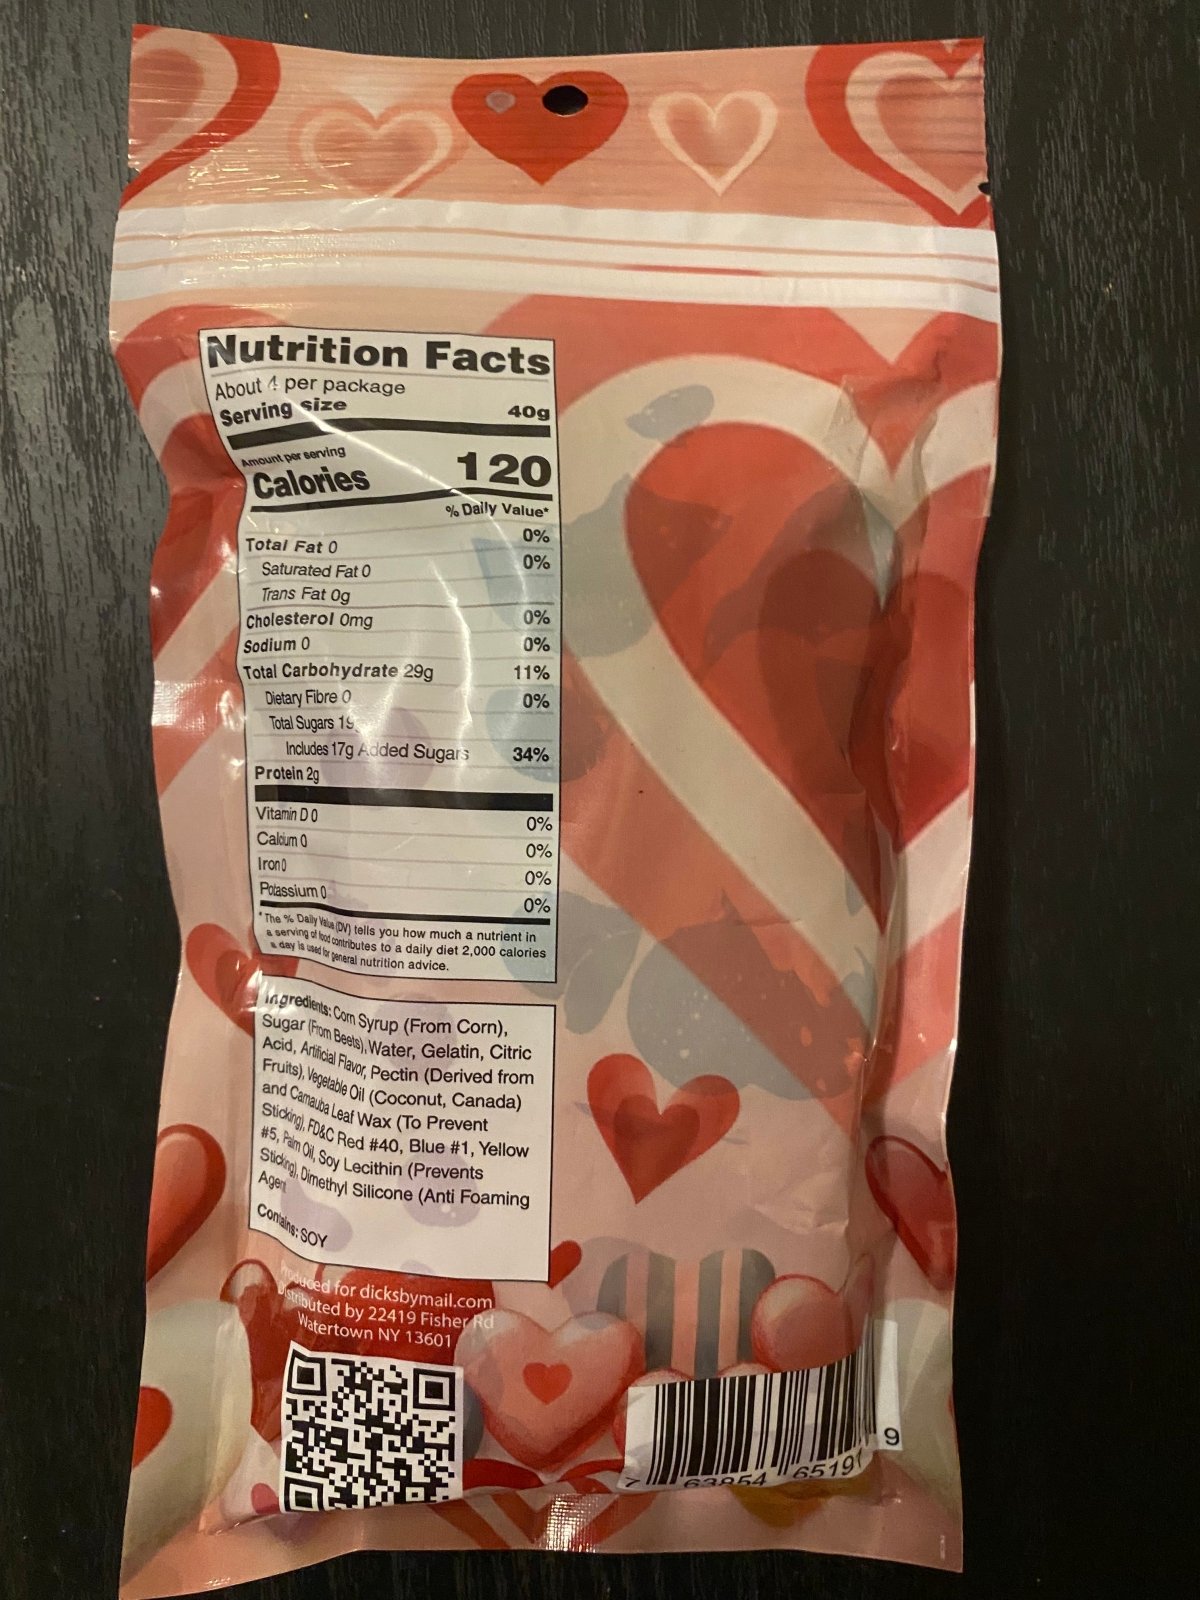 Nutrition Facts
About 4 per package
Serving size 40g
Amount per serving
Calories 120
% Daily Value*
Total Fat 0 0%
Saturated Fat 0 0%
Trans Fat 0g
Cholesterol 0mg 0%
Sodium 0 0%
Total Carbohydrate 29g 11%
Dietary Fibre 0 0%
Total Sugars 19
Includes 17g Added Sugars 34%
Protein 2g
Vitamin D 0 0%
Calcium 0 0%
Iron 0 0%
Potassium 0 0%
*The % Daily Value (DV) tells you how much a nutrient in
a serving of food contributes to a daily diet 2,000 calories
a day is used for general nutrition advice.
Ingredients: Corn Syrup (From Corn),
Sugar (From Beets), Water, Gelatin, Citric
Acid, Artificial Flavor, Pectin (Derived from
Fruits), Vegetable Oil (Coconut, Canada)
and Carnauba Leaf Wax (To Prevent
Sticking), FD&C Red #40, Blue #1, Yellow
#5, Palm Oil, Soy Lecithin (Prevents
Sticking), Dimethyl Silicone (Anti Foaming
Agent
Contains: SOY
Produced for dicksbymail.com
Distributed by 22419 Fisher Rd
Watertown NY 13601
7 63854 65191 9